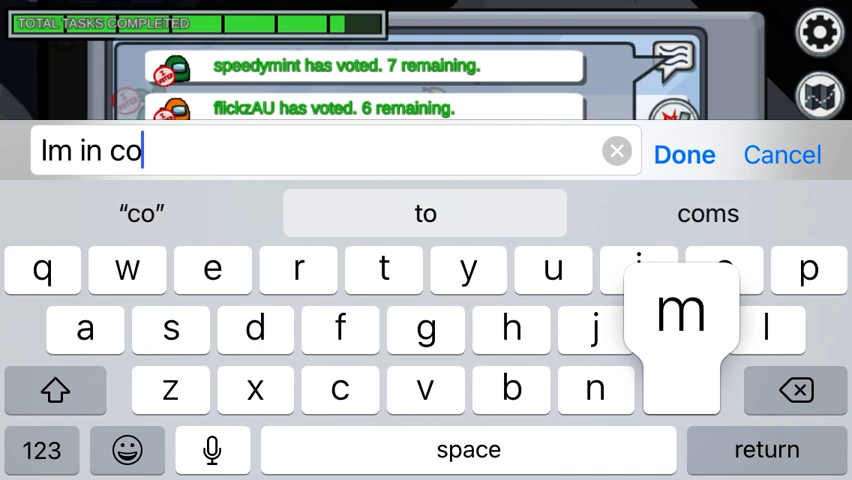 TOTAL TASKS COMPLETED
speedymint has voted. 7 remaining.
flickzAU has voted. 6 remaining.
Im in co
Done
Cancel
“co”
to
coms
q w e r t y u p
a s d f g h j l
m
z x c v b n
123
space
return